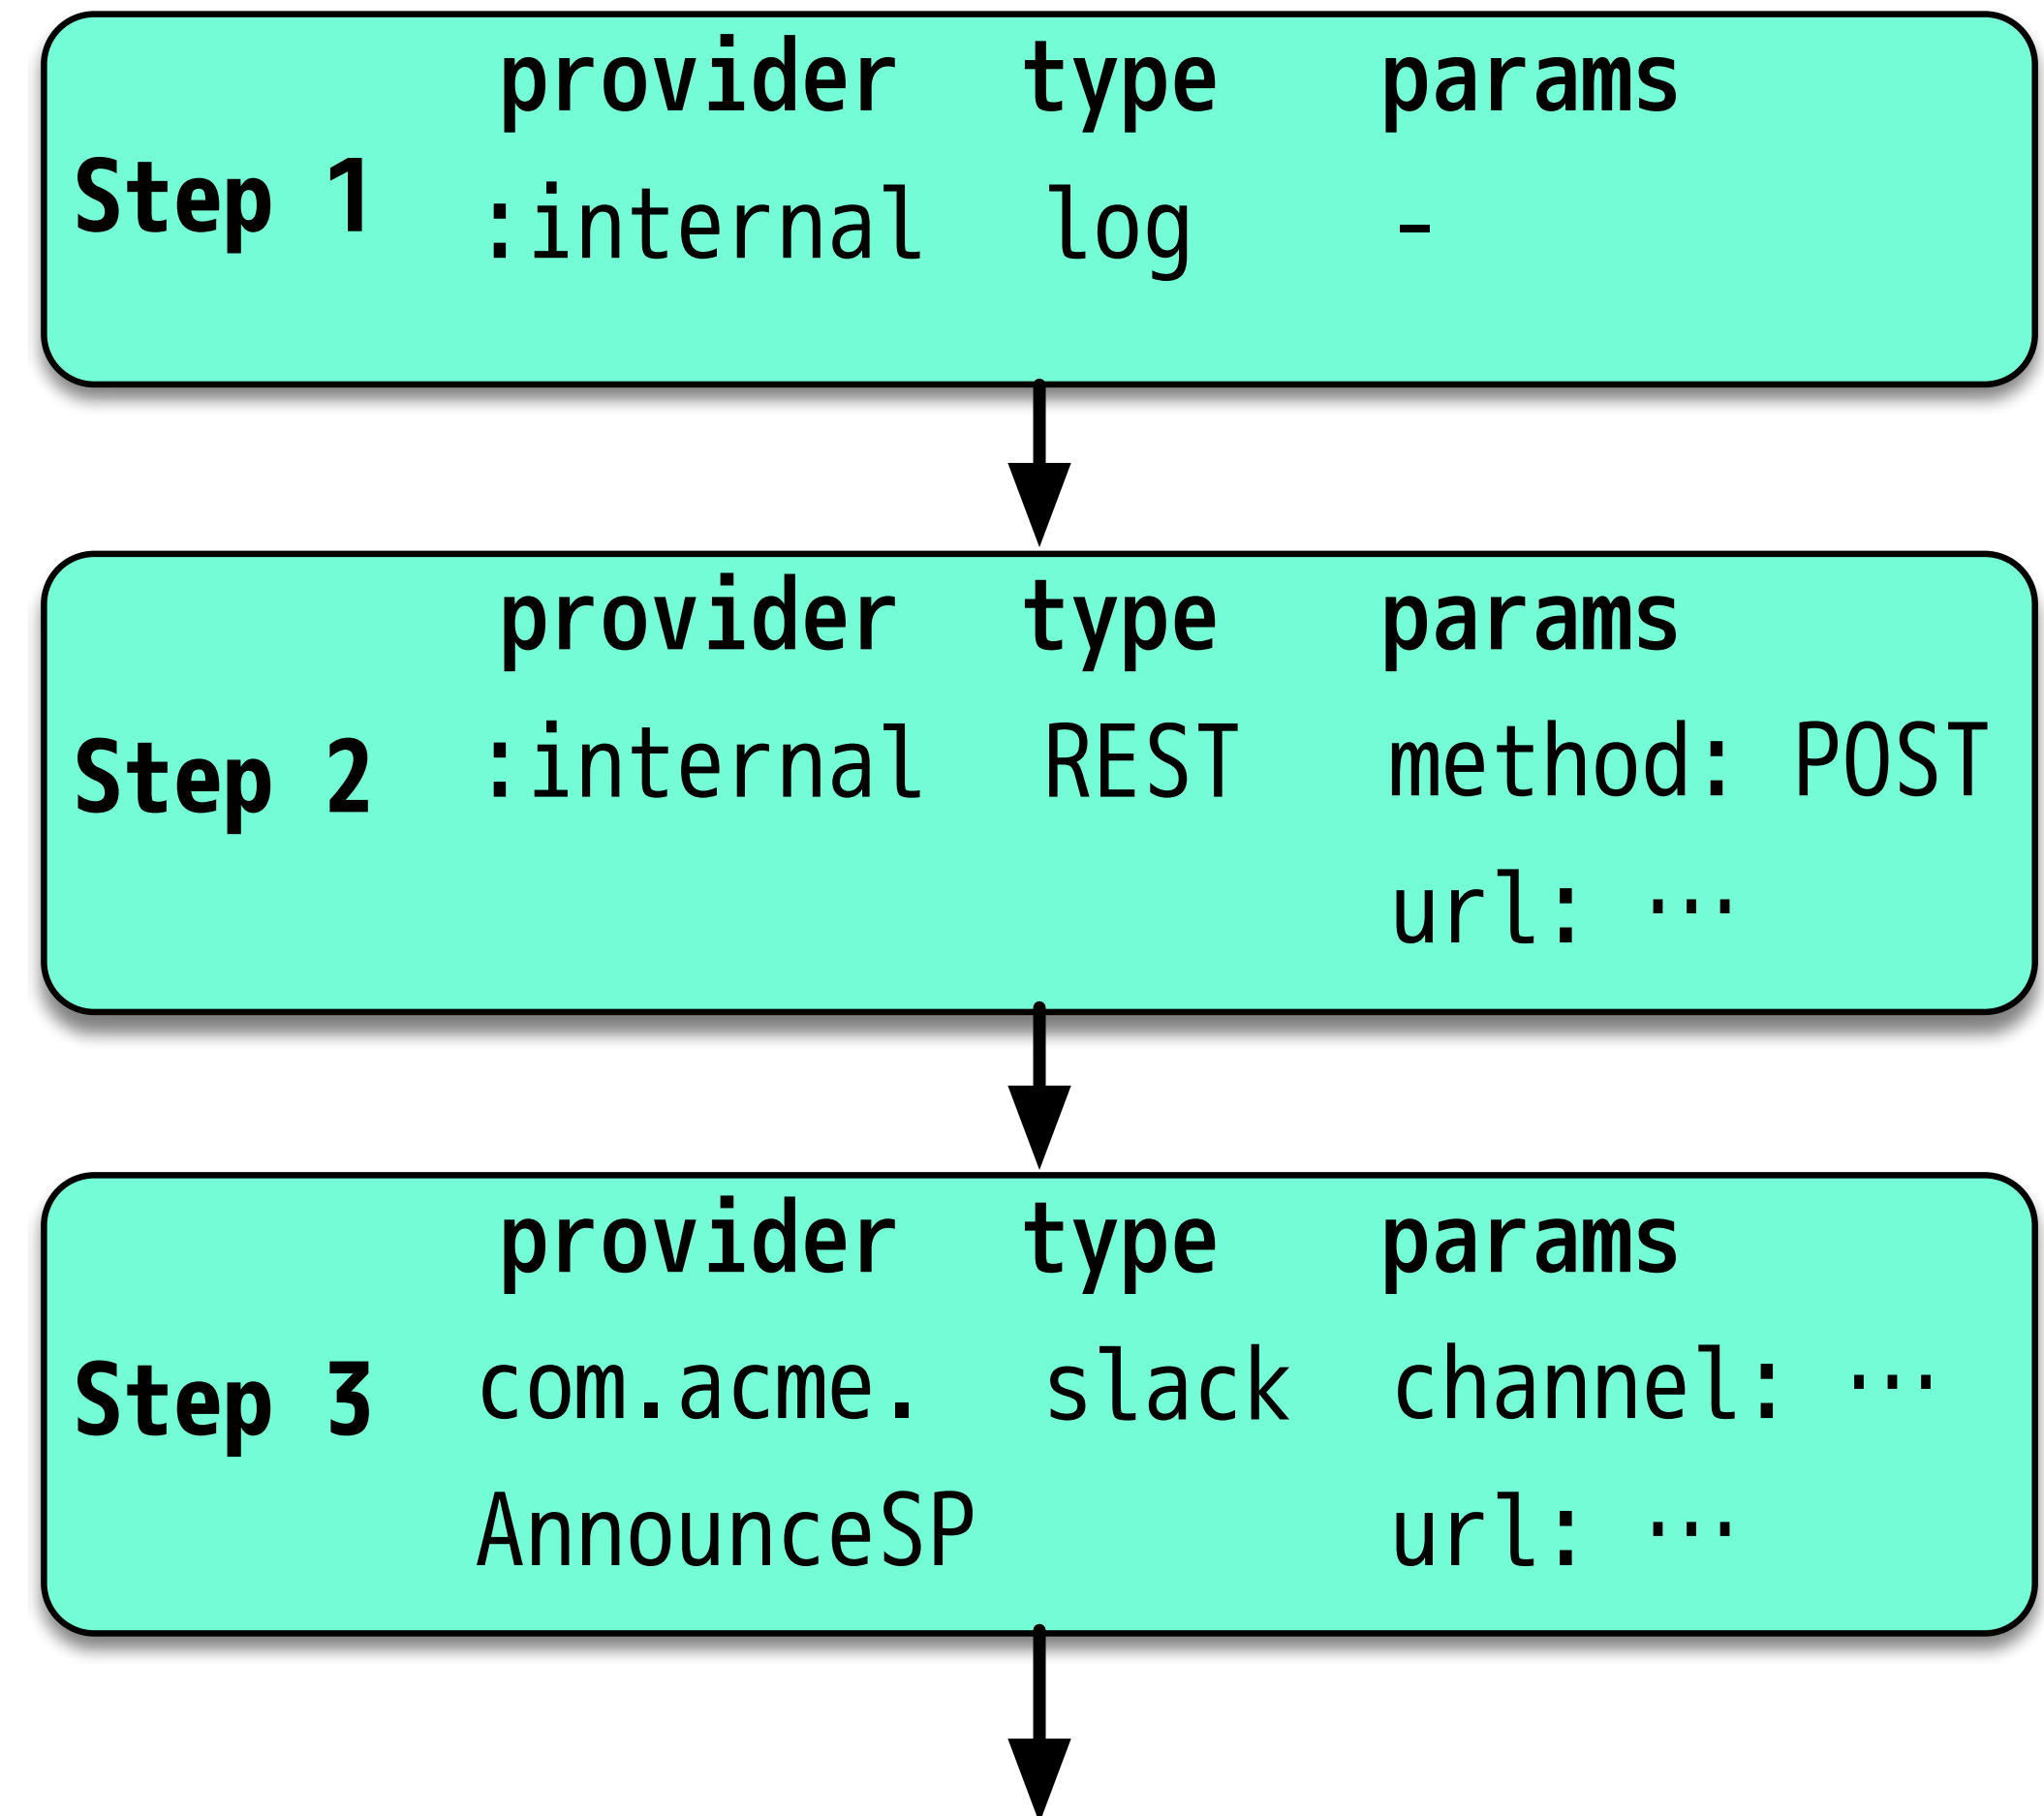 provider type params
Step 1 :internal log -
provider type params
Step 2 :internal REST method: POST
url: ⋯
provider type params
Step 3 com.acme. slack channel: ⋯
AnnounceSP url: ⋯